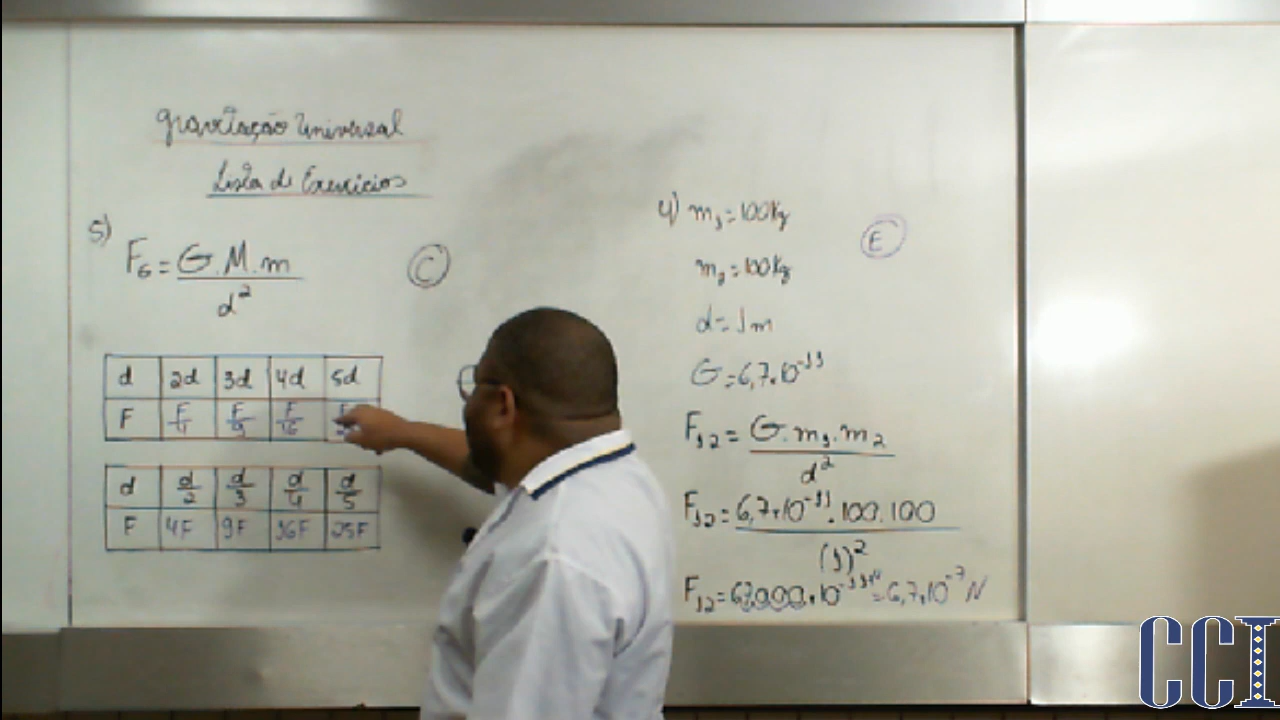 Gravitação Universal
Lista de Exercícios
5)
F_G = G.M.m / d²
C
d 2d 3d 4d 5d
F F/4 F/9 F/16
d d/2 d/3 d/4 d/5
F 4F 9F 16F 25F
4) m₁ = 100Kg
E
m₂ = 100Kg
d = 1m
G = 6,7.10⁻¹¹
F₁₂ = G.m₁.m₂ / d²
F₁₂ = 6,7.10⁻¹¹.100.100 / (1)²
F₁₂ = 67000.10⁻¹¹⁺⁴ = 6,7.10⁻⁷ N
CCI